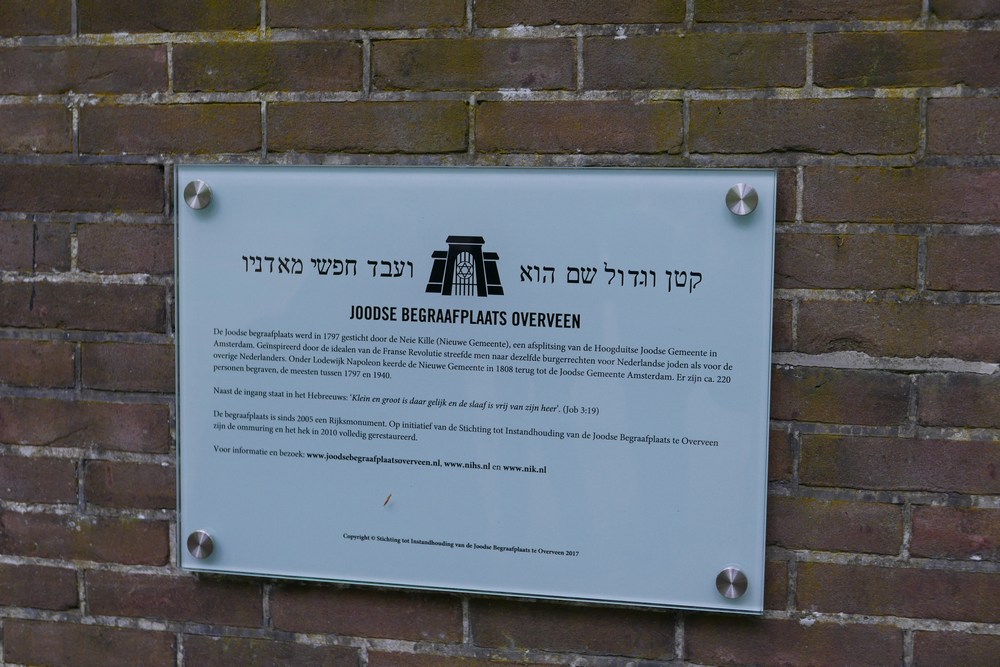 קטן וגדול שם הוא ועבד חפשי מאדניו
JOODSE BEGRAAFPLAATS OVERVEEN
De Joodse begraafplaats werd in 1797 gesticht door de Neie Kille (Nieuwe Gemeente), een afsplitsing van de Hoogduitse Joodse Gemeente in
Amsterdam. Geïnspireerd door de idealen van de Franse Revolutie streefde men naar dezelfde burgerrechten voor Nederlandse joden als voor de
overige Nederlanders. Onder Lodewijk Napoleon keerde de Nieuwe Gemeente in 1808 terug tot de Joodse Gemeente Amsterdam. Er zijn ca. 220
personen begraven, de meesten tussen 1797 en 1940.
Naast de ingang staat in het Hebreeuws: 'Klein en groot is daar gelijk en de slaaf is vrij van zijn heer'. (Job 3:19)
De begraafplaats is sinds 2005 een Rijksmonument. Op initiatief van de Stichting tot Instandhouding van de Joodse Begraafplaats te Overveen
zijn de ommuring en het hek in 2010 volledig gerestaureerd.
Voor informatie en bezoek: www.joodsebegraafplaatsoverveen.nl, www.nihs.nl en www.nik.nl
Copyright © Stichting tot Instandhouding van de Joodse Begraafplaats te Overveen 2017